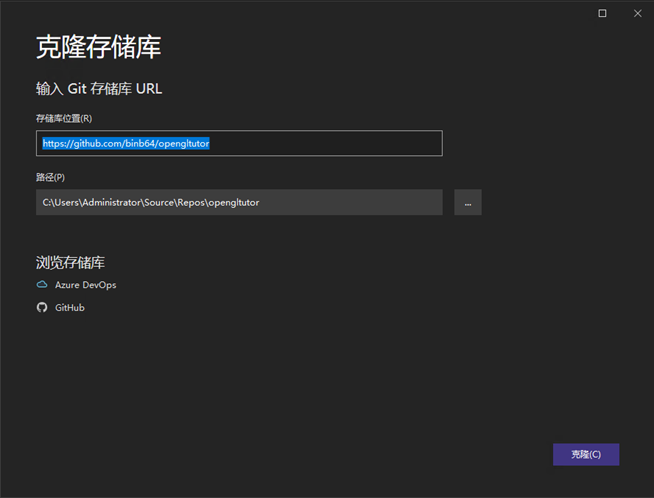 克隆存储库
输入 Git 存储库 URL
存储库位置(R)
https://github.com/binb64/opengltutor
路径(P)
C:\Users\Administrator\Source\Repos\opengltutor
...
浏览存储库
Azure DevOps
GitHub
克隆(C)